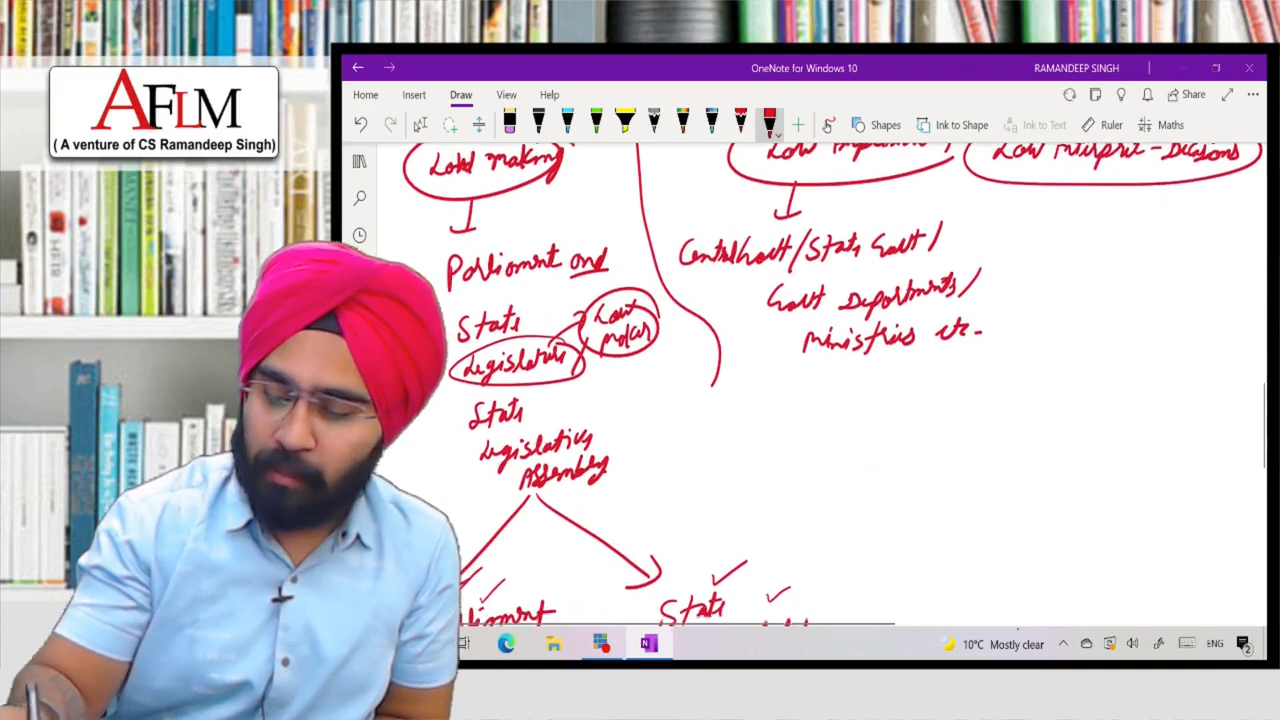 AFLM
( A venture of CS Ramandeep Singh)
OneNote for Windows 10
RAMANDEEP SINGH
Home Insert Draw View Help
Share
Shapes Ink to Shape Ink to Text Ruler Maths
Law Making
Law Interpret-Decisions
Parliament and
State
Legislature
Law
Maker
State
Legislative
Assembly
State
Central Govt/State Govt/
Govt Departments/
Ministries etc-
10°C Mostly clear
ENG
2